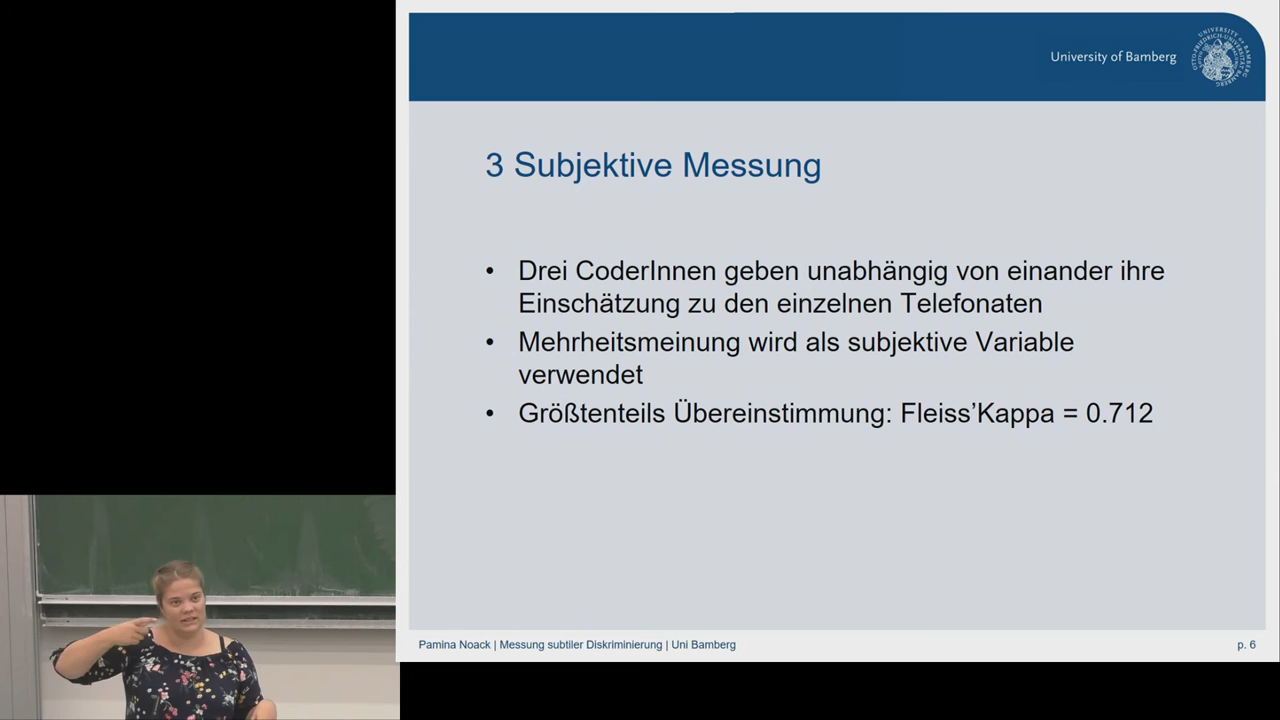 University of Bamberg
3 Subjektive Messung
• Drei CoderInnen geben unabhängig von einander ihre
Einschätzung zu den einzelnen Telefonaten
• Mehrheitsmeinung wird als subjektive Variable
verwendet
• Größtenteils Übereinstimmung: Fleiss’Kappa = 0.712
Pamina Noack | Messung subtiler Diskriminierung | Uni Bamberg
p. 6